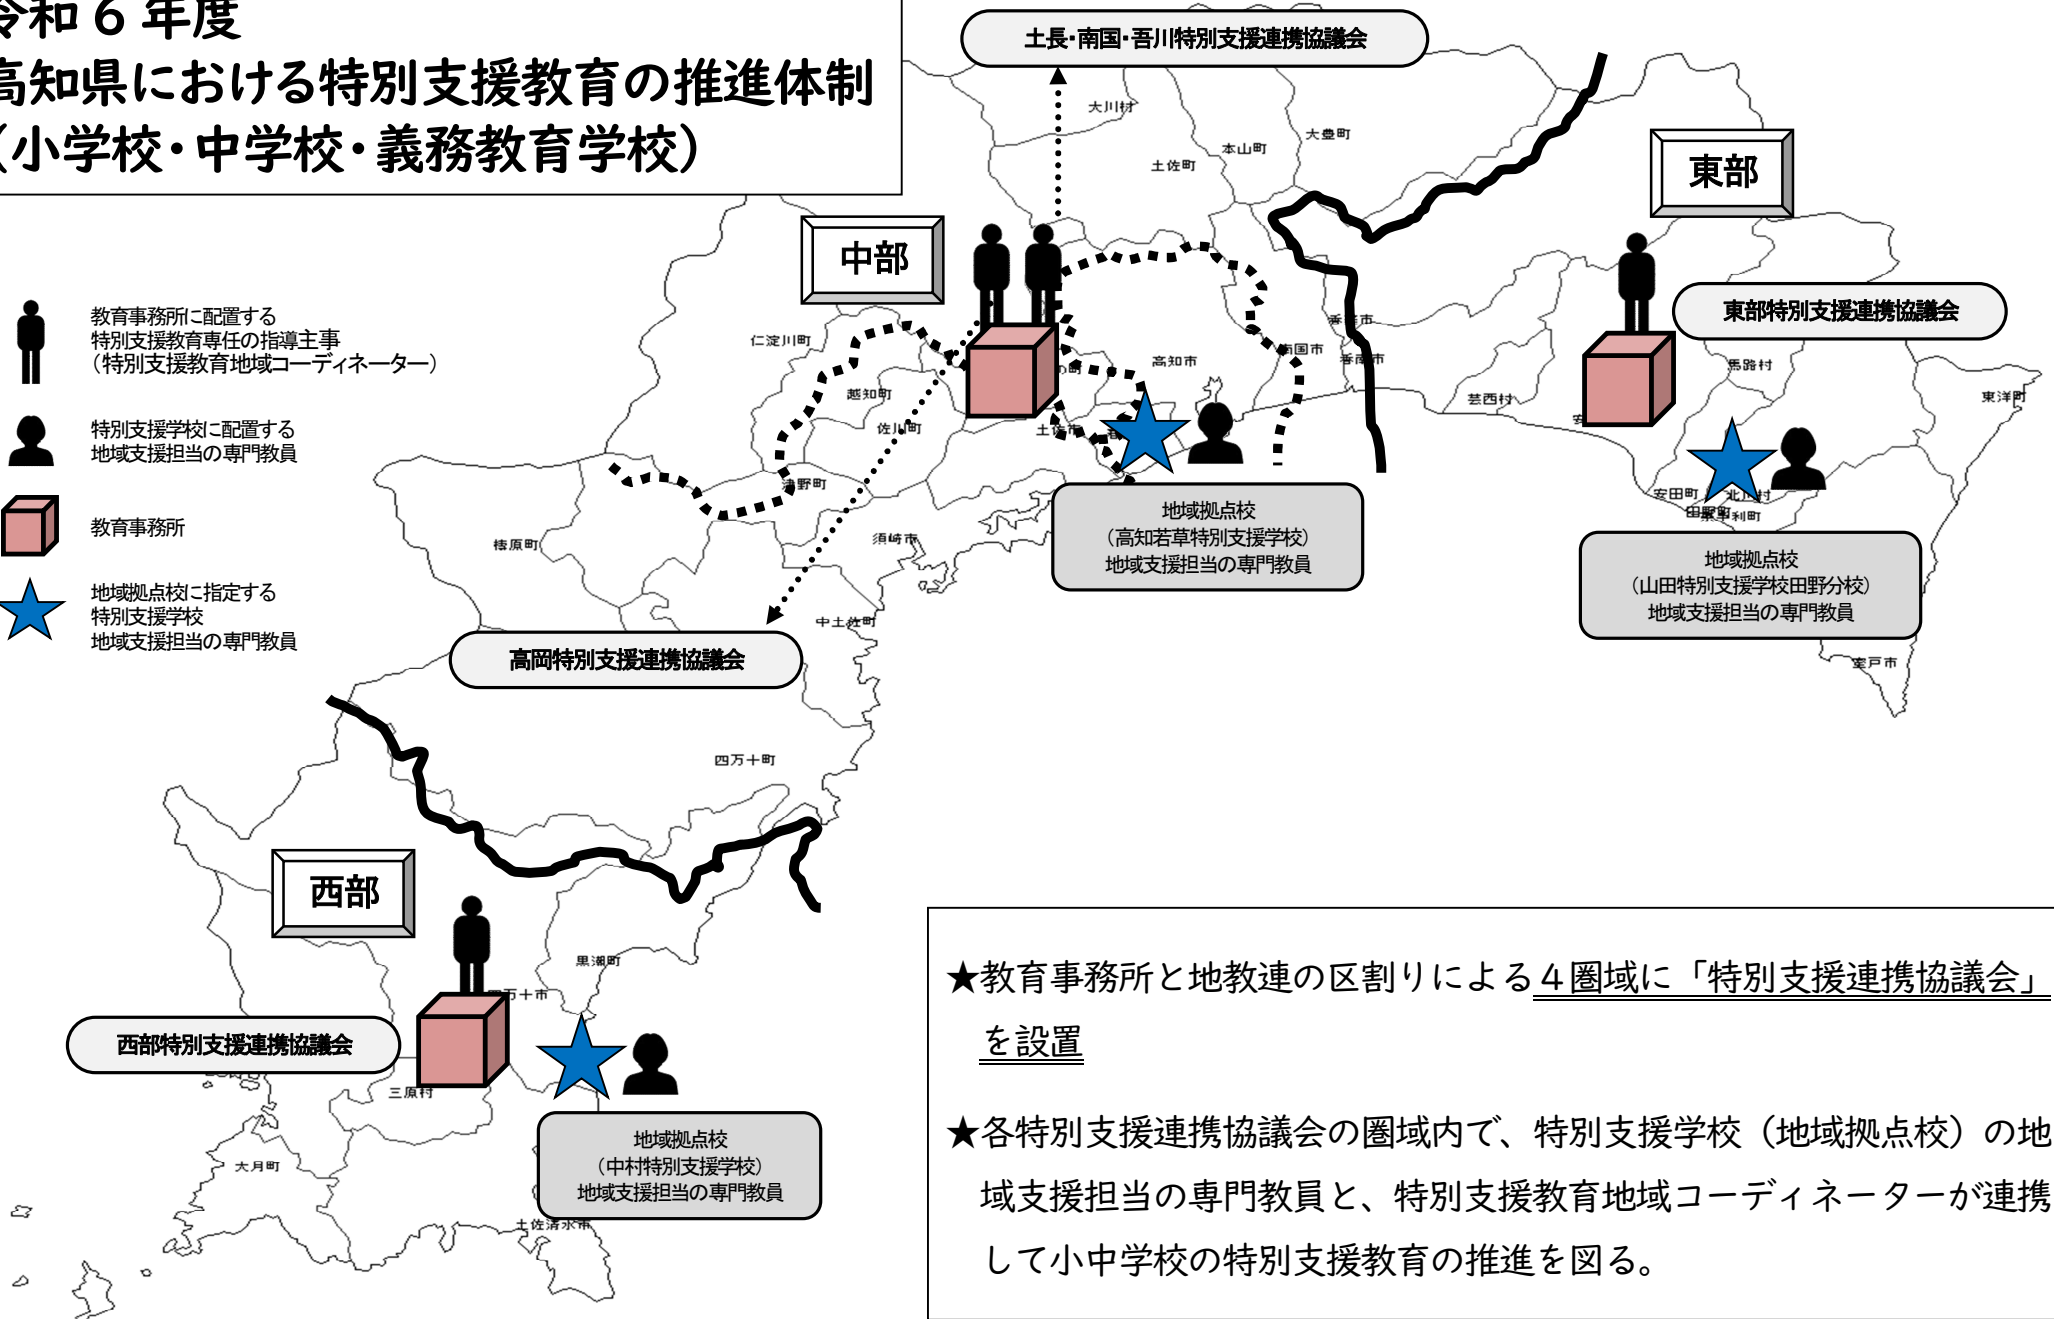 令和６年度
高知県における特別支援教育の推進体制
（小学校・中学校・義務教育学校）
土長・南国・吾川特別支援連携協議会
大川村
大豊町
本山町
土佐町
東部
中部
教育事務所に配置する
特別支援教育専任の指導主事
（特別支援教育地域コーディネーター）
東部特別支援連携協議会
仁淀川町
高知市
南国市
香南市
馬路村
東洋町
越知町
芸西村
佐川町
土佐市
特別支援学校に配置する
地域支援担当の専門教員
津野町
安田町
北川村
田野町
地域拠点校
（高知若草特別支援学校）
地域支援担当の専門教員
教育事務所
梼原町
須崎市
地域拠点校
（山田特別支援学校田野分校）
地域支援担当の専門教員
地域拠点校に指定する
特別支援学校
地域支援担当の専門教員
中土佐町
高岡特別支援連携協議会
室戸市
四万十町
西部
黒潮町
四万十市
西部特別支援連携協議会
三原村
地域拠点校
（中村特別支援学校）
地域支援担当の専門教員
大月町
土佐清水市
★教育事務所と地教連の区割りによる４圏域に「特別支援連携協議会」
を設置
★各特別支援連携協議会の圏域内で、特別支援学校（地域拠点校）の地
域支援担当の専門教員と、特別支援教育地域コーディネーターが連携
して小中学校の特別支援教育の推進を図る。